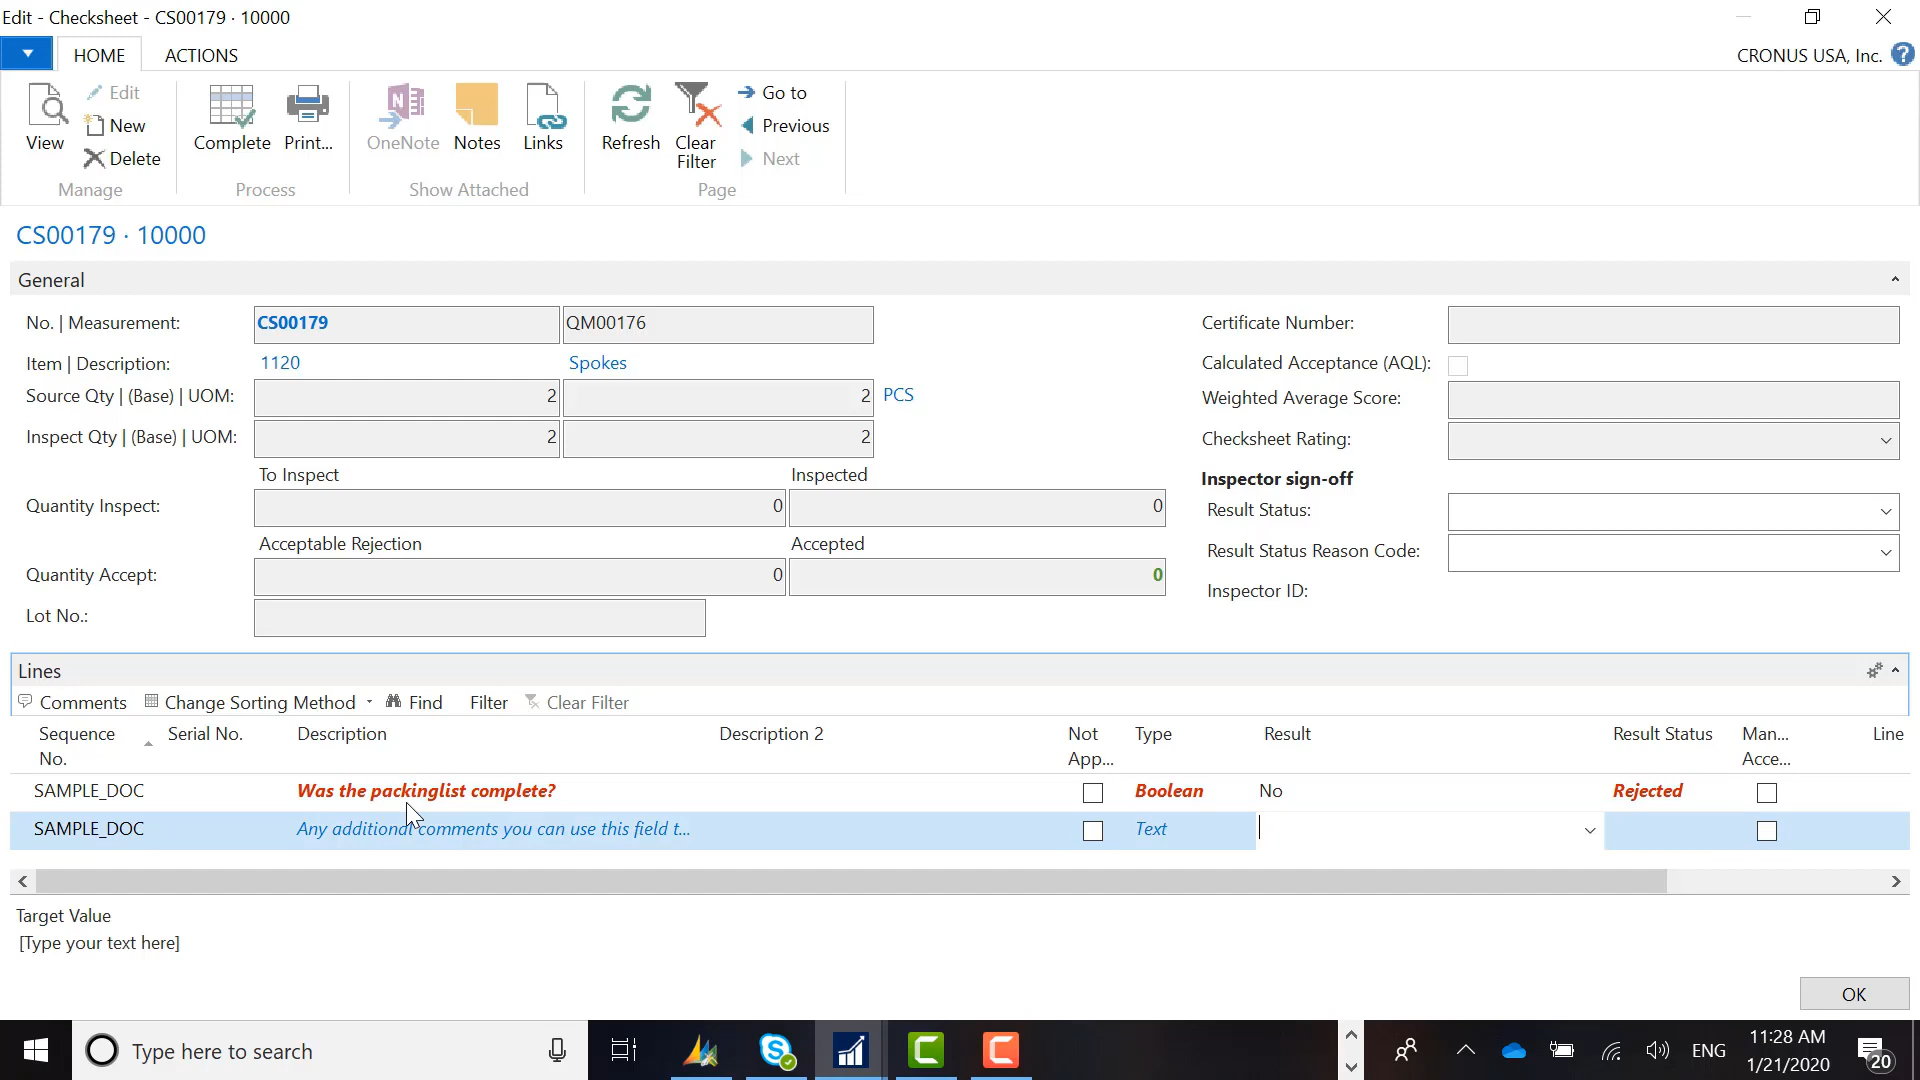 Edit - Checksheet - CS00179 · 10000
HOME ACTIONS CRONUS USA, Inc. ?
View Edit New Delete Complete Print... OneNote Notes Links Refresh Clear Filter Go to Previous Next
Manage Process Show Attached Page
CS00179 · 10000
General
No. | Measurement: CS00179 QM00176 Certificate Number:
Item | Description: 1120 Spokes Calculated Acceptance (AQL):
Source Qty | (Base) | UOM: 2 2 PCS Weighted Average Score:
Inspect Qty | (Base) | UOM: 2 2 Checksheet Rating:
To Inspect Inspected Inspector sign-off
Quantity Inspect: 0 0 Result Status:
Acceptable Rejection Accepted Result Status Reason Code:
Quantity Accept: 0 0 Inspector ID:
Lot No.:
Lines
Comments Change Sorting Method Find Filter Clear Filter
Sequence No. Serial No. Description Description 2 Not App... Type Result Result Status Man... Acce... Line
SAMPLE_DOC Was the packinglist complete? Boolean No Rejected
SAMPLE_DOC Any additional comments you can use this field t... Text
Target Value
[Type your text here]
OK
Type here to search ENG 11:28 AM
1/21/2020 20